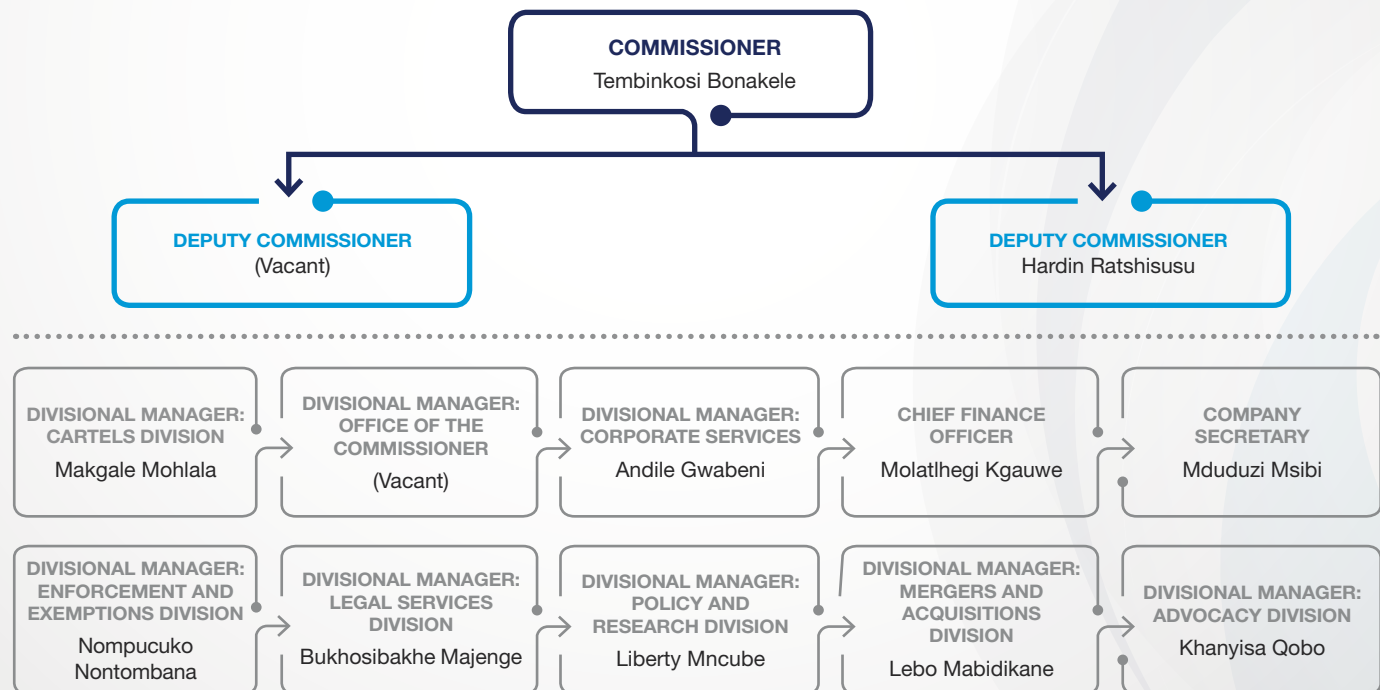 COMMISSIONER
Tembinkosi Bonakele
DEPUTY COMMISSIONER
(Vacant)
DEPUTY COMMISSIONER
Hardin Ratshisusu
DIVISIONAL MANAGER:
CARTELS DIVISION
Makgale Mohlala
DIVISIONAL MANAGER:
OFFICE OF THE
COMMISSIONER
(Vacant)
DIVISIONAL MANAGER:
CORPORATE SERVICES
Andile Gwabeni
CHIEF FINANCE
OFFICER
Molatlhegi Kgauwe
COMPANY
SECRETARY
Mduduzi Msibi
DIVISIONAL MANAGER:
ENFORCEMENT AND
EXEMPTIONS DIVISION
Nompucuko
Nontombana
DIVISIONAL MANAGER:
LEGAL SERVICES
DIVISION
Bukhosibakhe Majenge
DIVISIONAL MANAGER:
POLICY AND
RESEARCH DIVISION
Liberty Mncube
DIVISIONAL MANAGER:
MERGERS AND
ACQUISITIONS
DIVISION
Lebo Mabidikane
DIVISIONAL MANAGER:
ADVOCACY DIVISION
Khanyisa Qobo